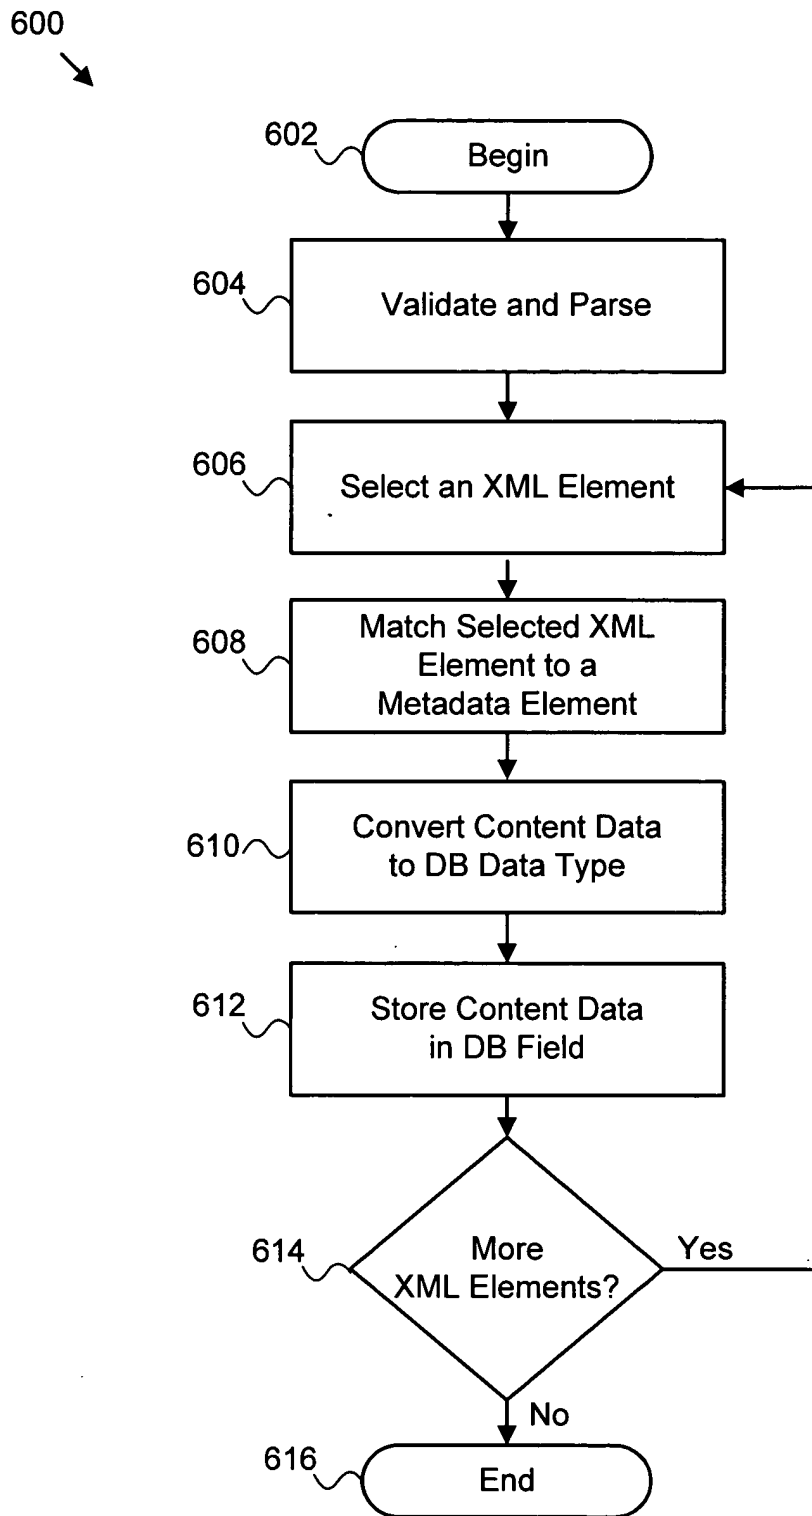 600
602
Begin
604
Validate and Parse
606
Select an XML Element
608
Match Selected XML
Element to a
Metadada Element
610
Convert Content Data
to DB Data Type
612
Store Content Data
in DB Field
614
More
XML Elements?
Yes
No
616
End